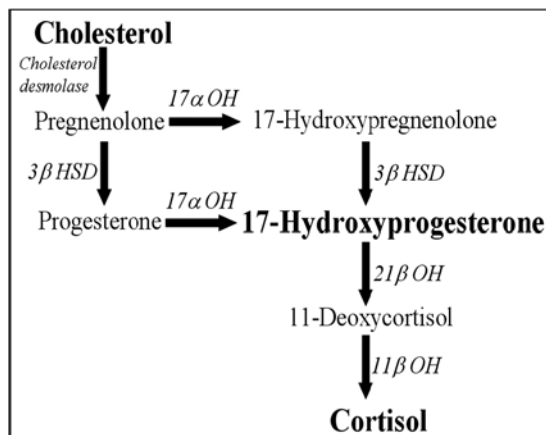 Cholesterol
Cholesterol
desmolase
17α OH
Pregnenolone
17-Hydroxypregnenolone
3β HSD
3β HSD
17α OH
Progesterone
17-Hydroxyprogesterone
21β OH
11-Deoxycortisol
11β OH
Cortisol